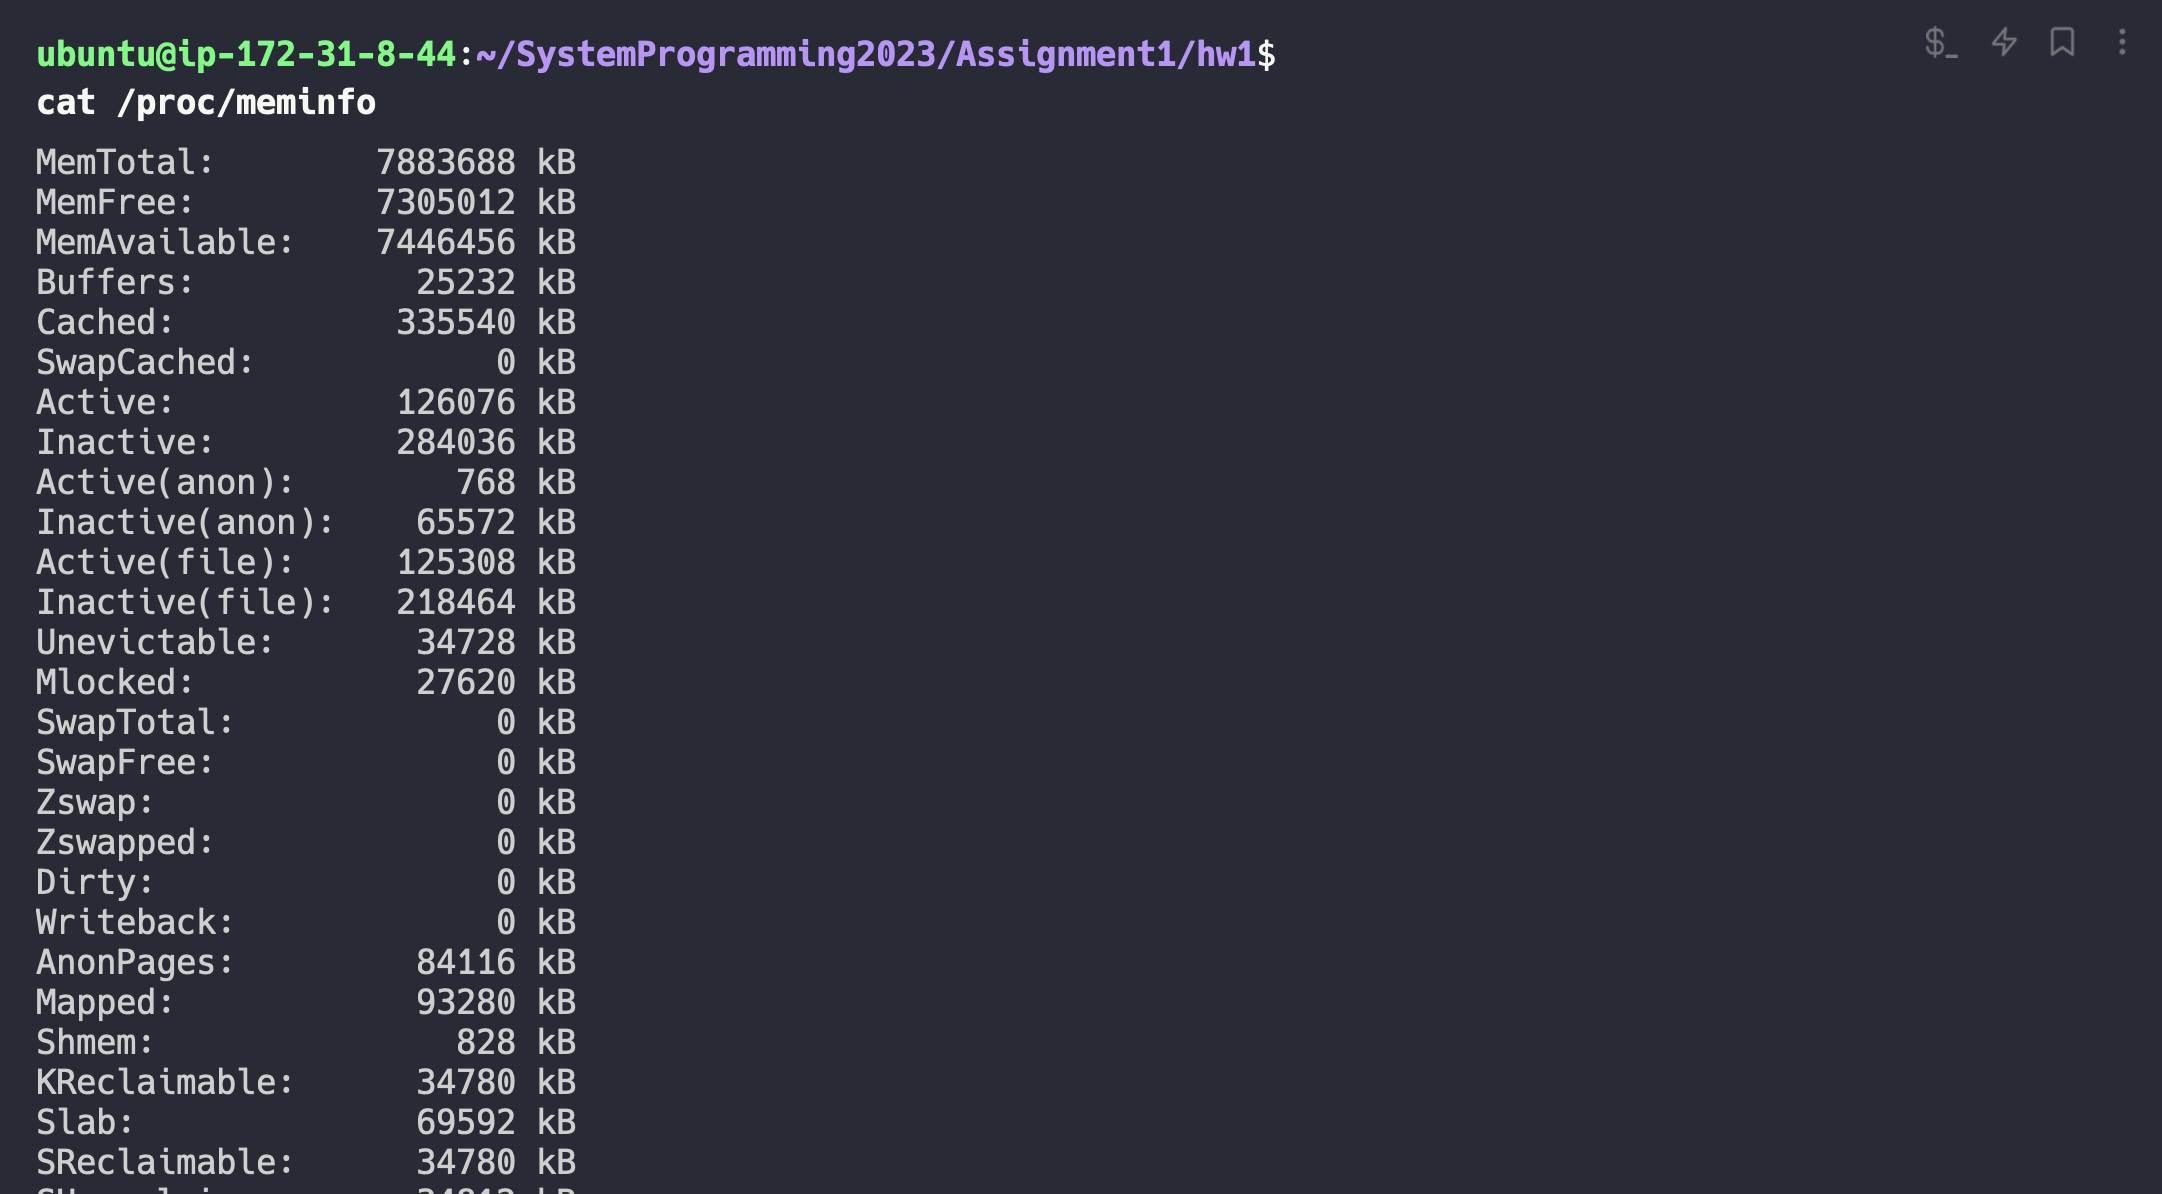 $_
ubuntu@ip-172-31-8-44:~/SystemProgramming2023/Assignment1/hw1$
cat /proc/meminfo
MemTotal:        7883688 kB
MemFree:         7305012 kB
MemAvailable:    7446456 kB
Buffers:           25232 kB
Cached:           335540 kB
SwapCached:            0 kB
Active:           126076 kB
Inactive:         284036 kB
Active(anon):        768 kB
Inactive(anon):    65572 kB
Active(file):     125308 kB
Inactive(file):   218464 kB
Unevictable:       34728 kB
Mlocked:           27620 kB
SwapTotal:             0 kB
SwapFree:              0 kB
Zswap:                 0 kB
Zswapped:              0 kB
Dirty:                 0 kB
Writeback:             0 kB
AnonPages:         84116 kB
Mapped:            93280 kB
Shmem:               828 kB
KReclaimable:      34780 kB
Slab:              69592 kB
SReclaimable:      34780 kB